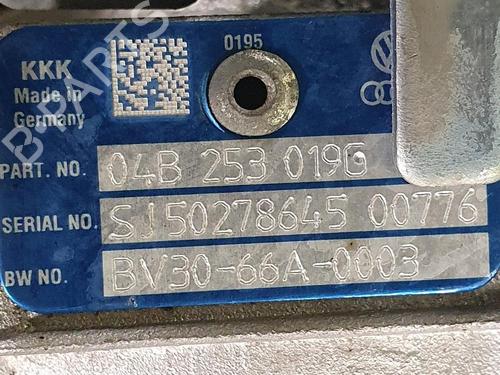 0195
KKK
Made in
Germany
PART. NO. 04B 253 019G
SERIAL NO. SJ50278645 00776
BW NO. BV30-66A-0003
B-PARTS